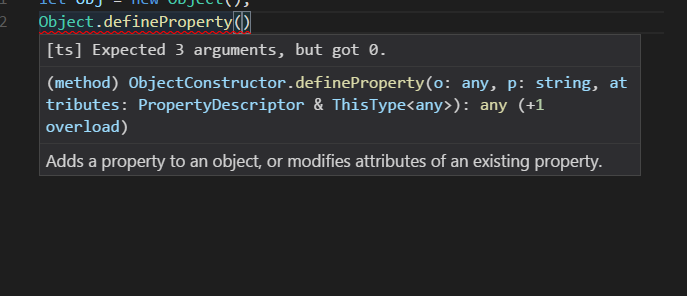 1 let obj = new Object();
2 Object.defineProperty()
[ts] Expected 3 arguments, but got 0.
(method) ObjectConstructor.defineProperty(o: any, p: string, at
tributes: PropertyDescriptor & ThisType<any>): any (+1
overload)
Adds a property to an object, or modifies attributes of an existing property.